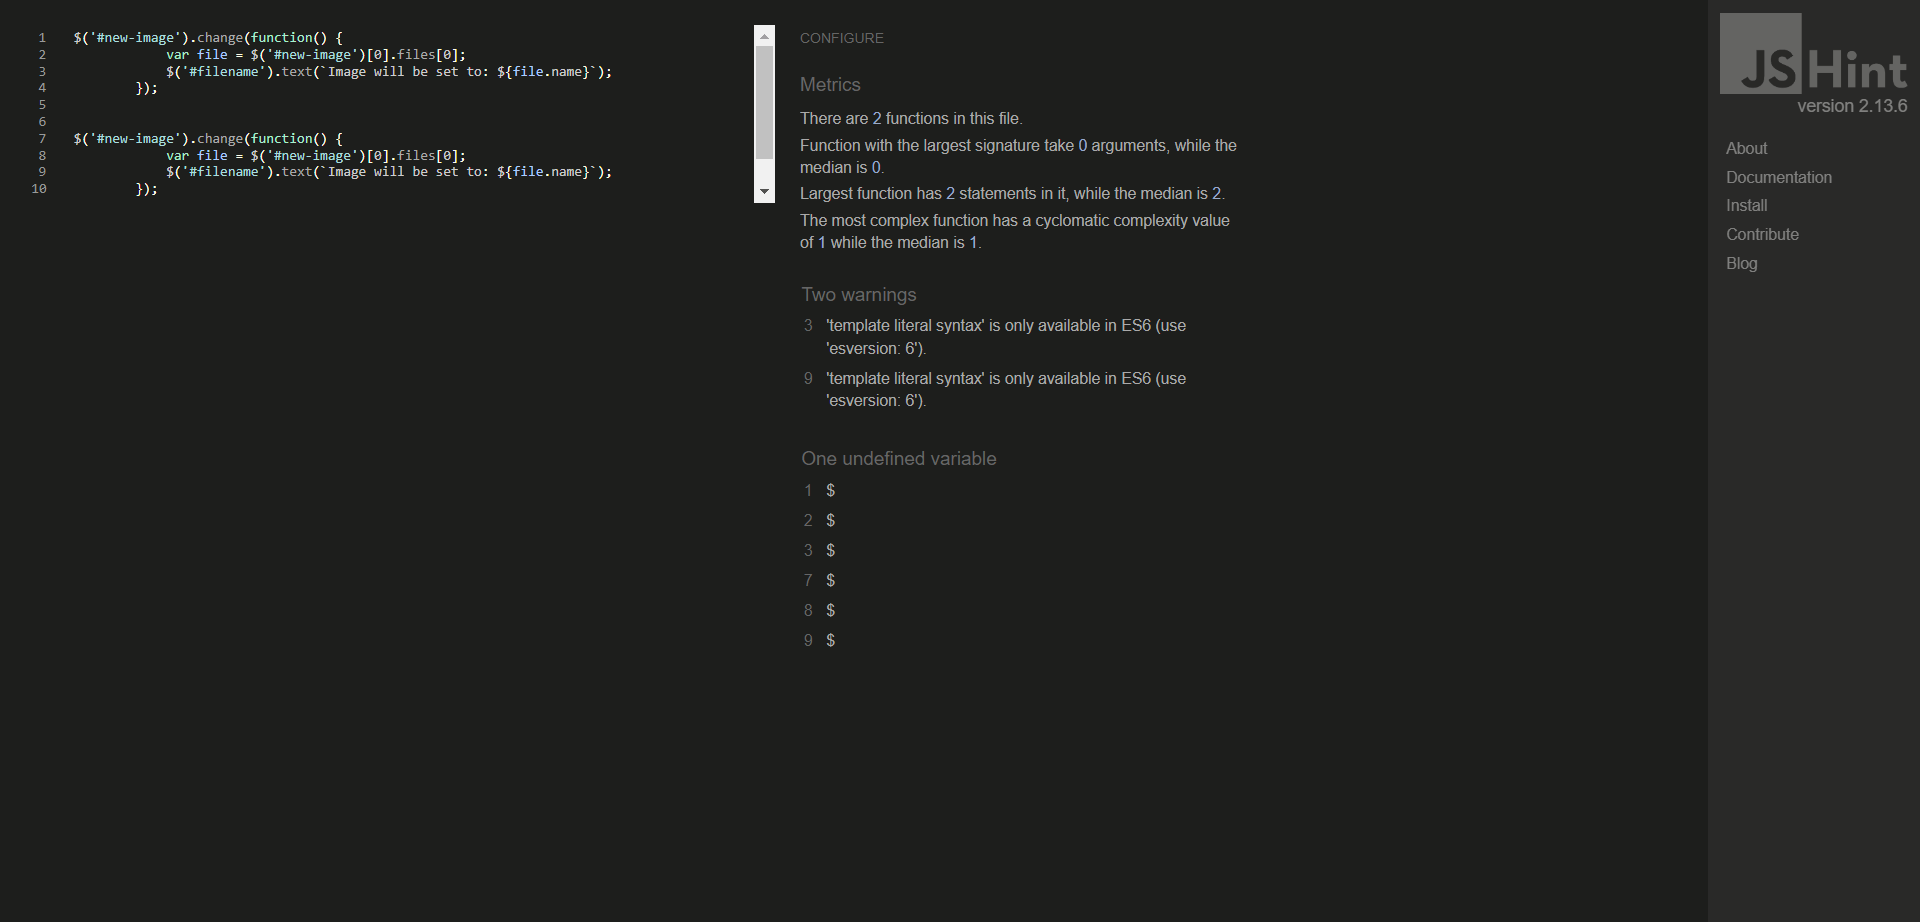 1 $('#new-image').change(function() {
2 var file = $('#new-image')[0].files[0];
3 $('#filename').text(`Image will be set to: ${file.name}`);
4 });
5
6
7 $('#new-image').change(function() {
8 var file = $('#new-image')[0].files[0];
9 $('#filename').text(`Image will be set to: ${file.name}`);
10 });
CONFIGURE
Metrics
There are 2 functions in this file.
Function with the largest signature take 0 arguments, while the
median is 0.
Largest function has 2 statements in it, while the median is 2.
The most complex function has a cyclomatic complexity value
of 1 while the median is 1.
Two warnings
3 'template literal syntax' is only available in ES6 (use
'esversion: 6').
9 'template literal syntax' is only available in ES6 (use
'esversion: 6').
One undefined variable
1 $
2 $
3 $
7 $
8 $
9 $
JSHint
version 2.13.6
About
Documentation
Install
Contribute
Blog